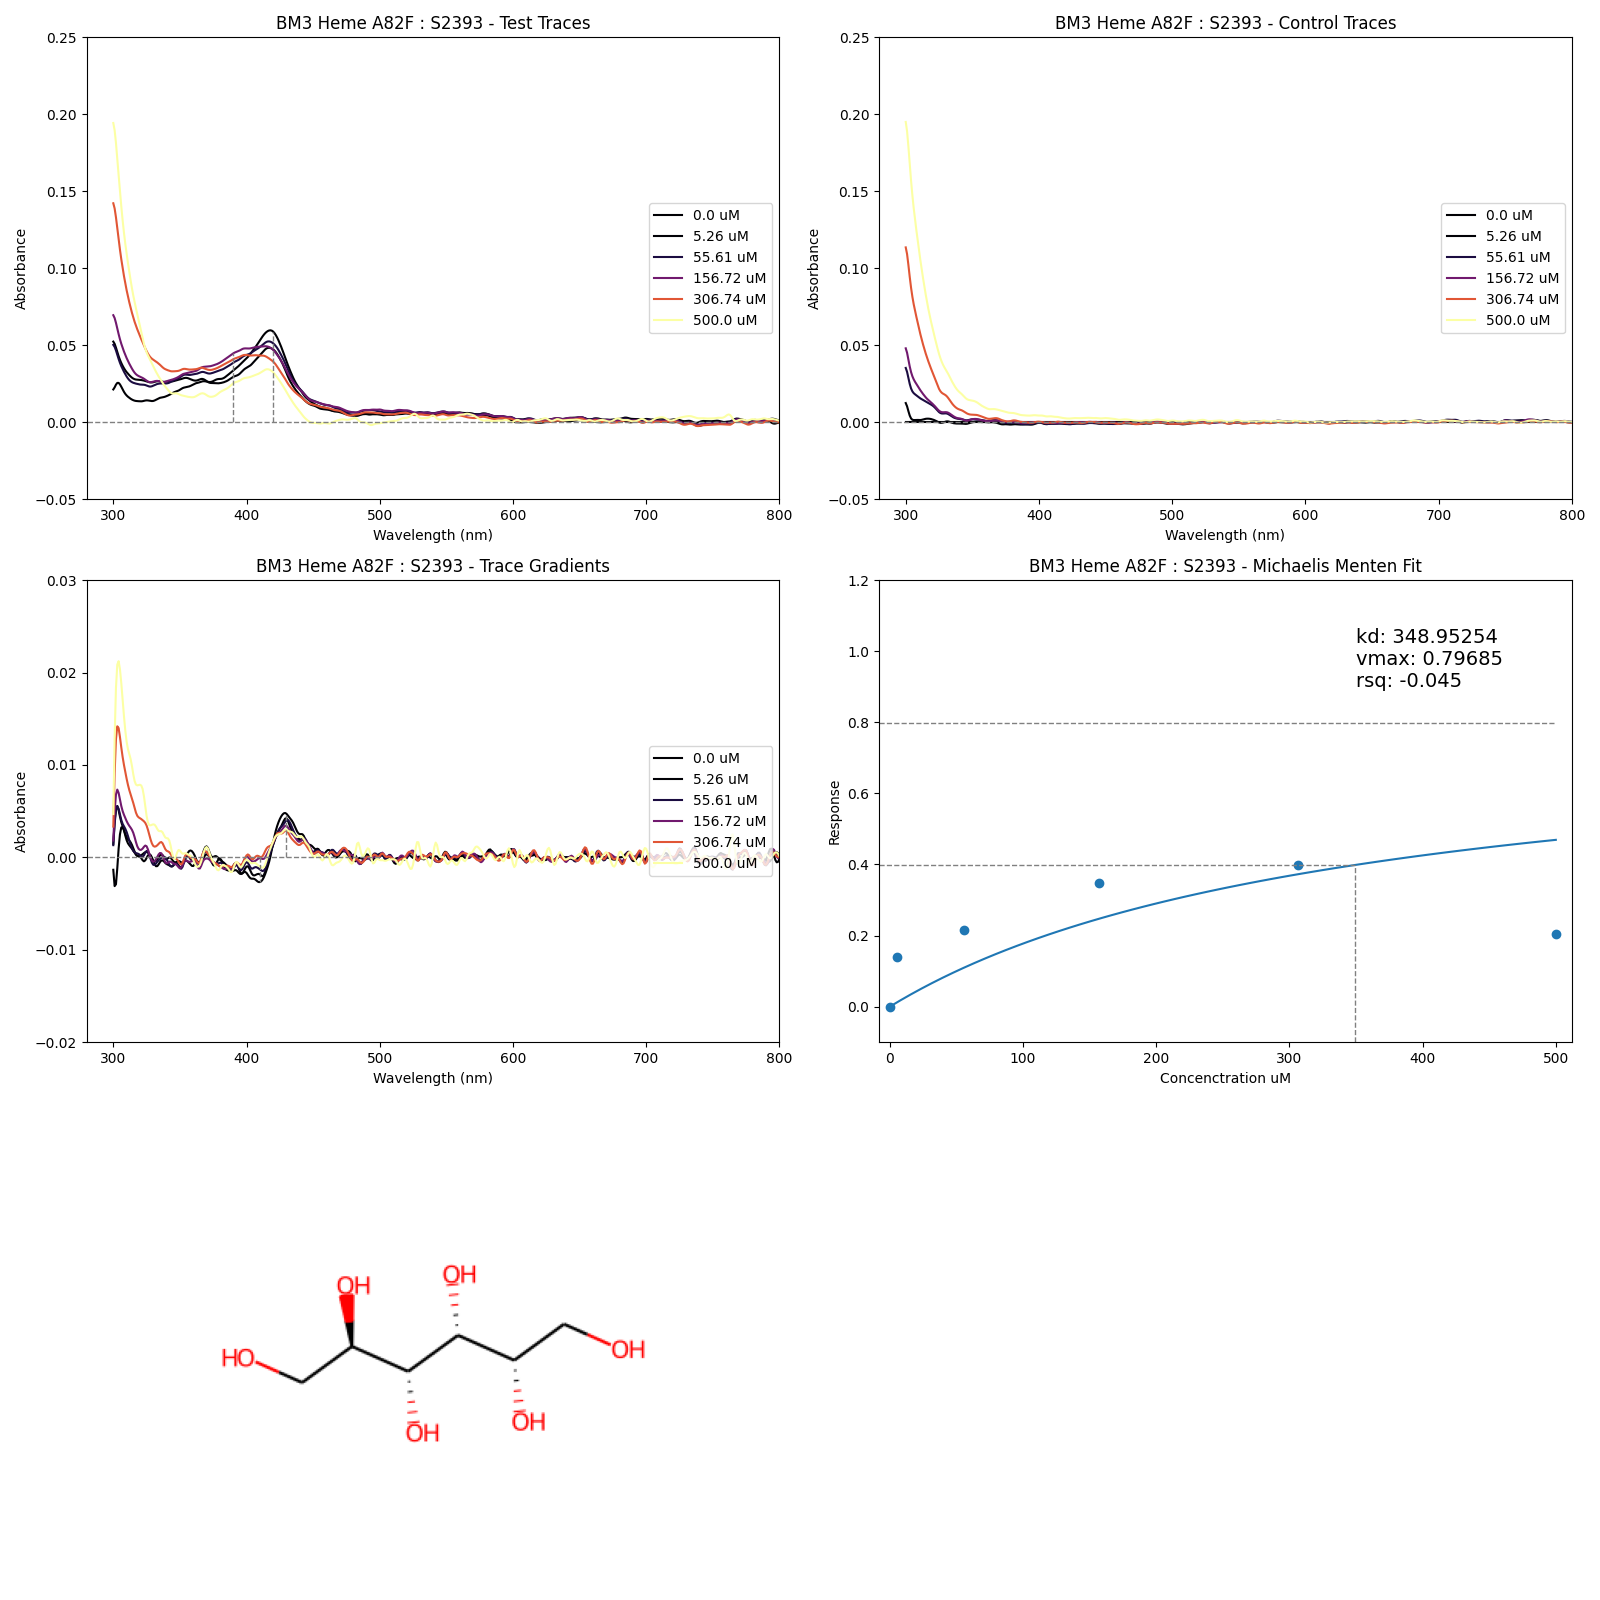 BM3 Heme A82F : S2393 - Test Traces
0.25
0.20
0.15
0.10
0.05
0.00
−0.05
Absorbance
0.0 uM
5.26 uM
55.61 uM
156.72 uM
306.74 uM
500.0 uM
300 400 500 600 700 800
Wavelength (nm)
BM3 Heme A82F : S2393 - Control Traces
0.25
0.20
0.15
0.10
0.05
0.00
−0.05
Absorbance
0.0 uM
5.26 uM
55.61 uM
156.72 uM
306.74 uM
500.0 uM
300 400 500 600 700 800
Wavelength (nm)
BM3 Heme A82F : S2393 - Trace Gradients
0.03
0.02
0.01
0.00
−0.01
−0.02
Absorbance
0.0 uM
5.26 uM
55.61 uM
156.72 uM
306.74 uM
500.0 uM
300 400 500 600 700 800
Wavelength (nm)
BM3 Heme A82F : S2393 - Michaelis Menten Fit
1.2
1.0
0.8
0.6
0.4
0.2
0.0
Response
kd: 348.95254
vmax: 0.79685
rsq: -0.045
0 100 200 300 400 500
Concenctration uM
OH
OH
HO
OH
OH
OH